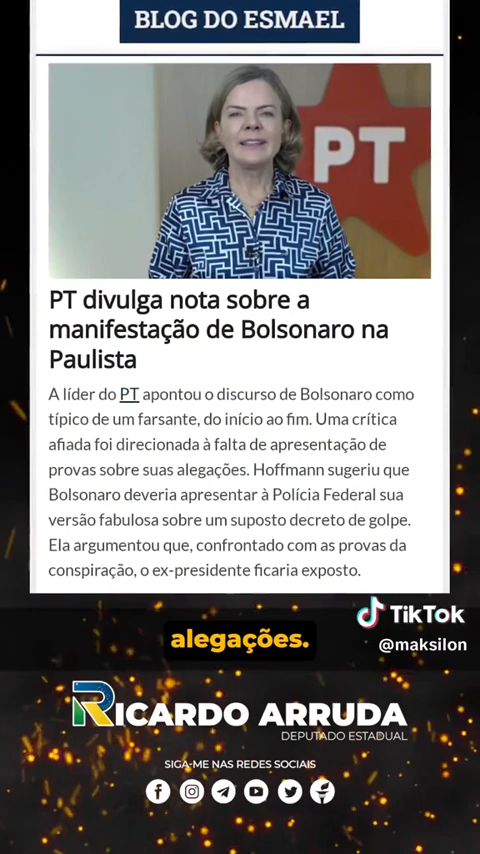 BLOG DO ESMAEL
PT
PT divulga nota sobre a
manifestação de Bolsonaro na
Paulista
A líder do PT apontou o discurso de Bolsonaro como
típico de um farsante, do início ao fim. Uma crítica
afiada foi direcionada à falta de apresentação de
provas sobre suas alegações. Hoffmann sugeriu que
Bolsonaro deveria apresentar à Polícia Federal sua
versão fabulosa sobre um suposto decreto de golpe.
Ela argumentou que, confrontado com as provas da
conspiração, o ex-presidente ficaria exposto.
TikTok
alegações.
@maksilon
RICARDO ARRUDA
DEPUTADO ESTADUAL
SIGA-ME NAS REDES SOCIAIS